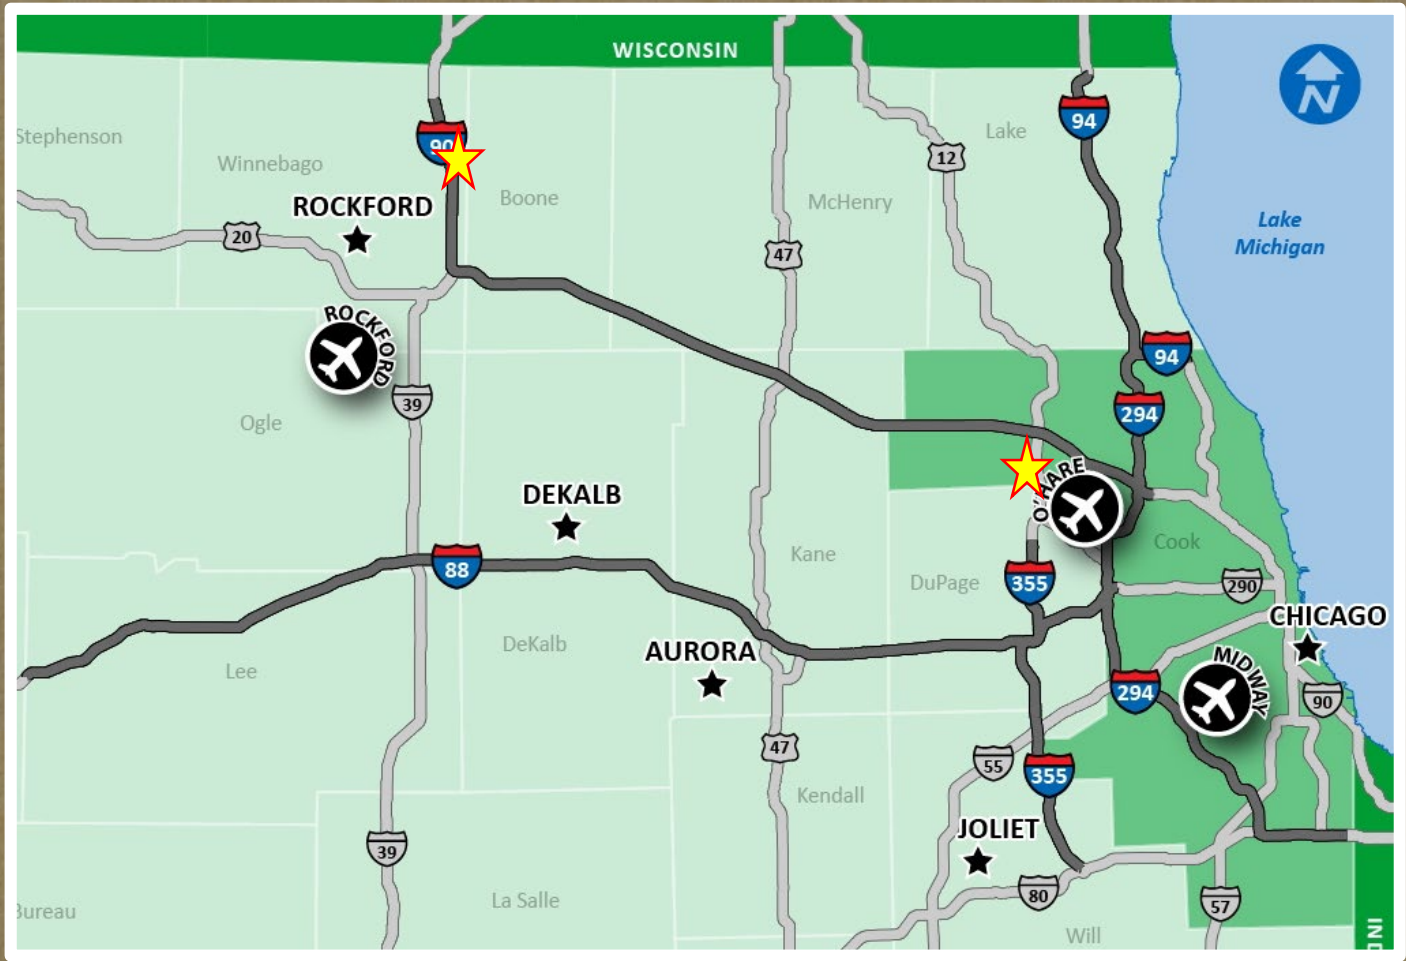 WISCONSIN
N
94
90
Stephenson
Winnebago
Lake
12
Boone
McHenry
ROCKFORD
20
47
Lake
Michigan
ROCKFORD
94
39
294
Ogle
O'HARE
DEKALB
Kane
Cook
88
DuPage
355
290
CHICAGO
DeKalb
AURORA
Lee
MIDWAY
294
90
47
55
355
Kendall
JOLIET
39
80
57
La Salle
Bureau
Will
INDI